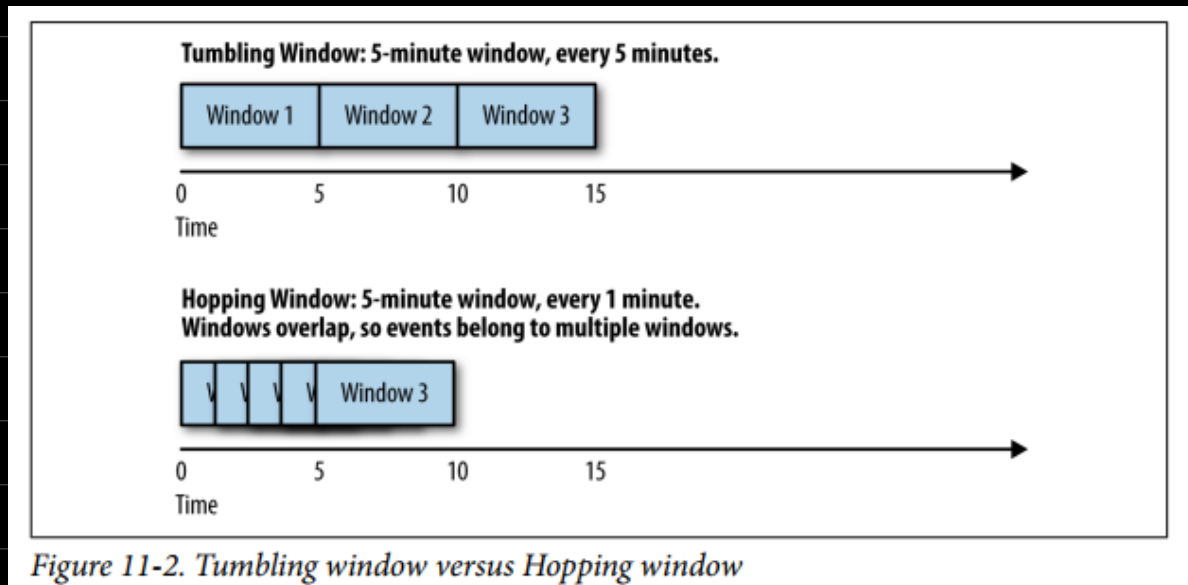 Tumbling Window: 5-minute window, every 5 minutes.
Window 1 Window 2 Window 3
0 5 10 15
Time
Hopping Window: 5-minute window, every 1 minute.
Windows overlap, so events belong to multiple windows.
Window 3
0 5 10 15
Time
Figure 11-2. Tumbling window versus Hopping window